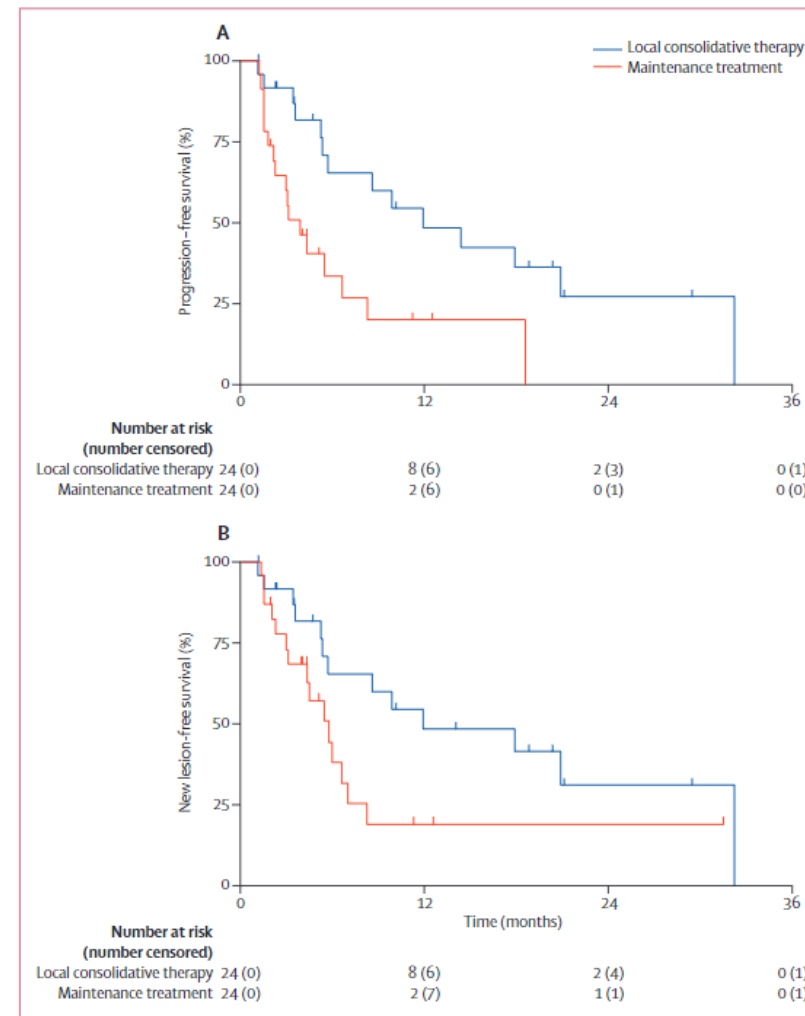 A
Local consolidative therapy
Maintenance treatment
100
75
50
25
0
Progression-free survival (%)
0 12 24 36
Number at risk
(number censored)
Local consolidative therapy 24 (0) 8 (6) 2 (3) 0 (1)
Maintenance treatment 24 (0) 2 (6) 0 (1) 0 (0)
B
100
75
50
25
0
New lesion-free survival (%)
0 12 24 36
Time (months)
Number at risk
(number censored)
Local consolidative therapy 24 (0) 8 (6) 2 (4) 0 (1)
Maintenance treatment 24 (0) 2 (7) 1 (1) 0 (1)